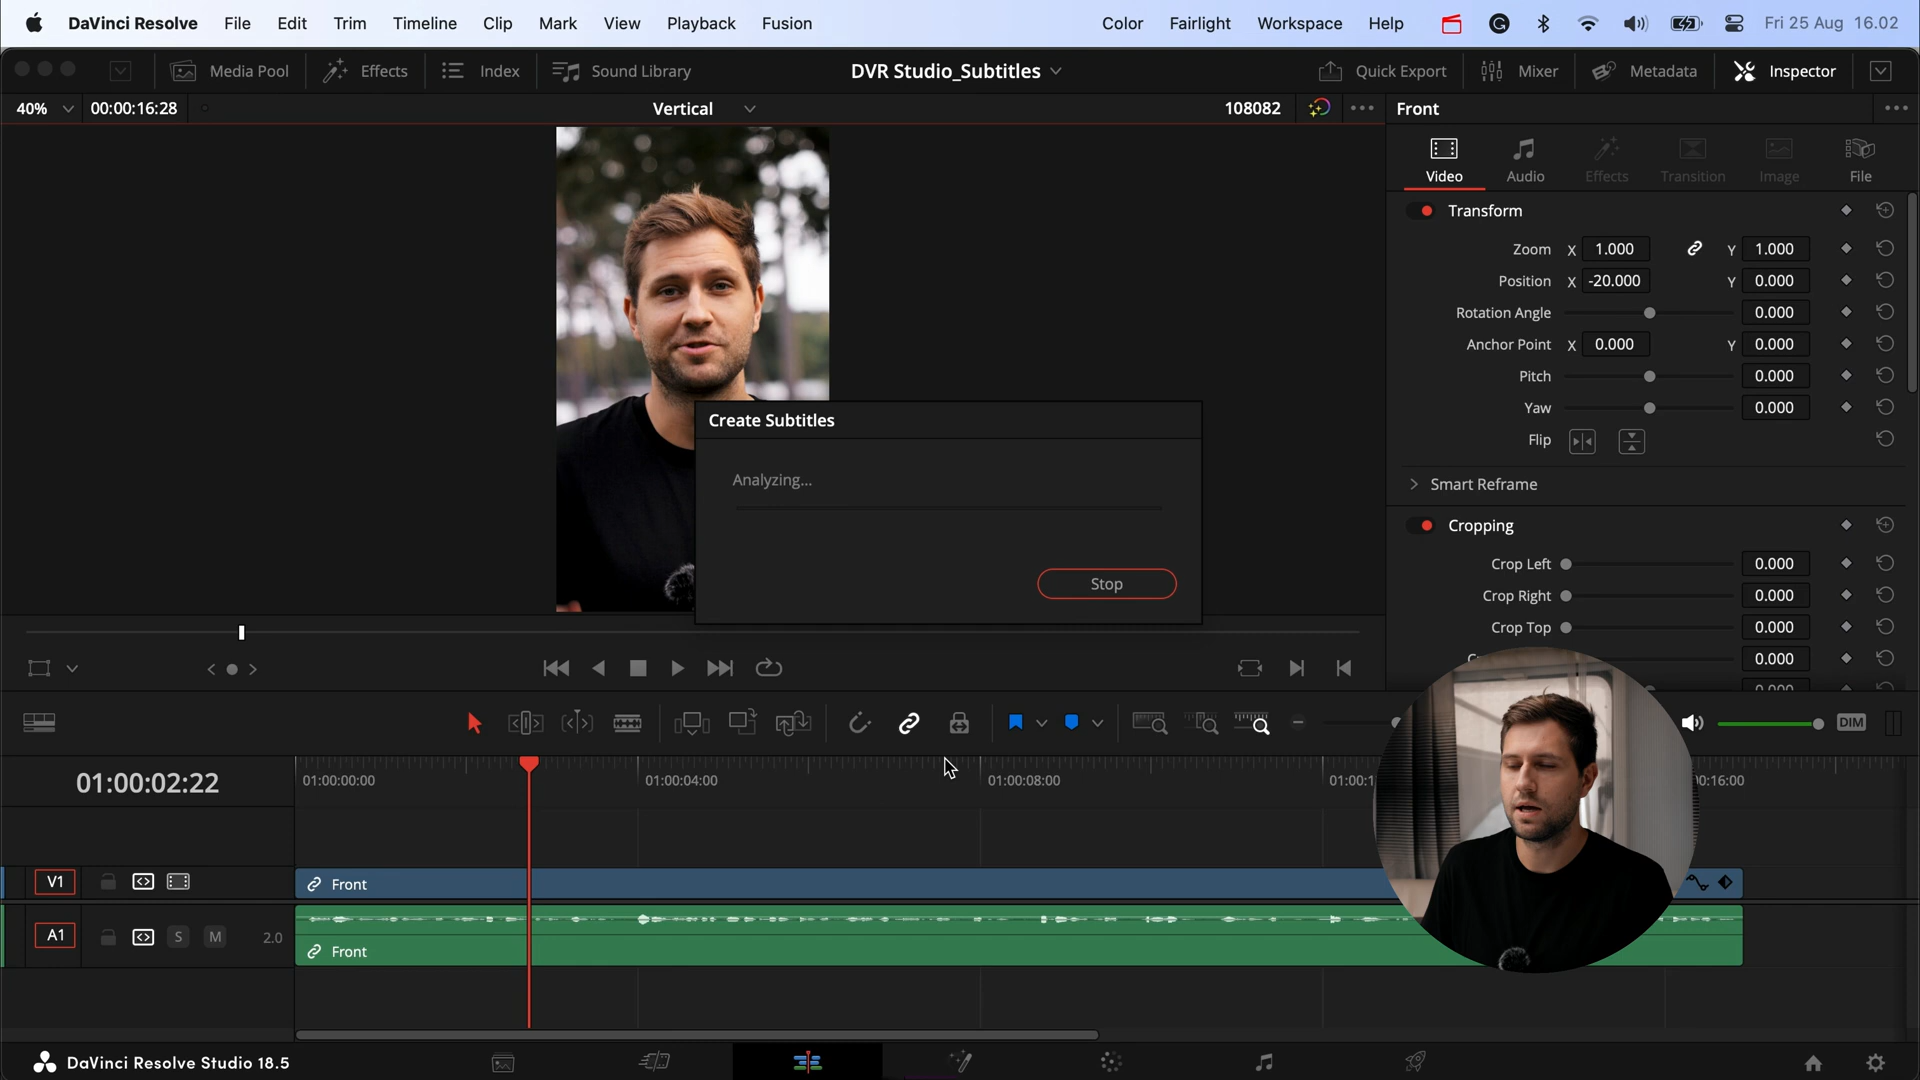 DaVinci Resolve File Edit Trim Timeline Clip Mark View Playback Fusion Color Fairlight Workspace Help Fri 25 Aug 16.02
Media Pool Effects Index Sound Library DVR Studio_Subtitles Quick Export Mixer Metadata Inspector
40% 00:00:16:28 Vertical 108082 Front
Video Audio Effects Transition Image File
Transform
Zoom X 1.000 Y 1.000
Position X -20.000 Y 0.000
Rotation Angle 0.000
Anchor Point X 0.000 Y 0.000
Pitch 0.000
Yaw 0.000
Flip
Smart Reframe
Cropping
Crop Left 0.000
Crop Right 0.000
Crop Top 0.000
0.000
0.000
Create Subtitles
Analyzing...
Stop
DIM
01:00:02:22
01:00:00:00 01:00:04:00 01:00:08:00
V1 Front
A1 S M 2.0
Front
DaVinci Resolve Studio 18.5